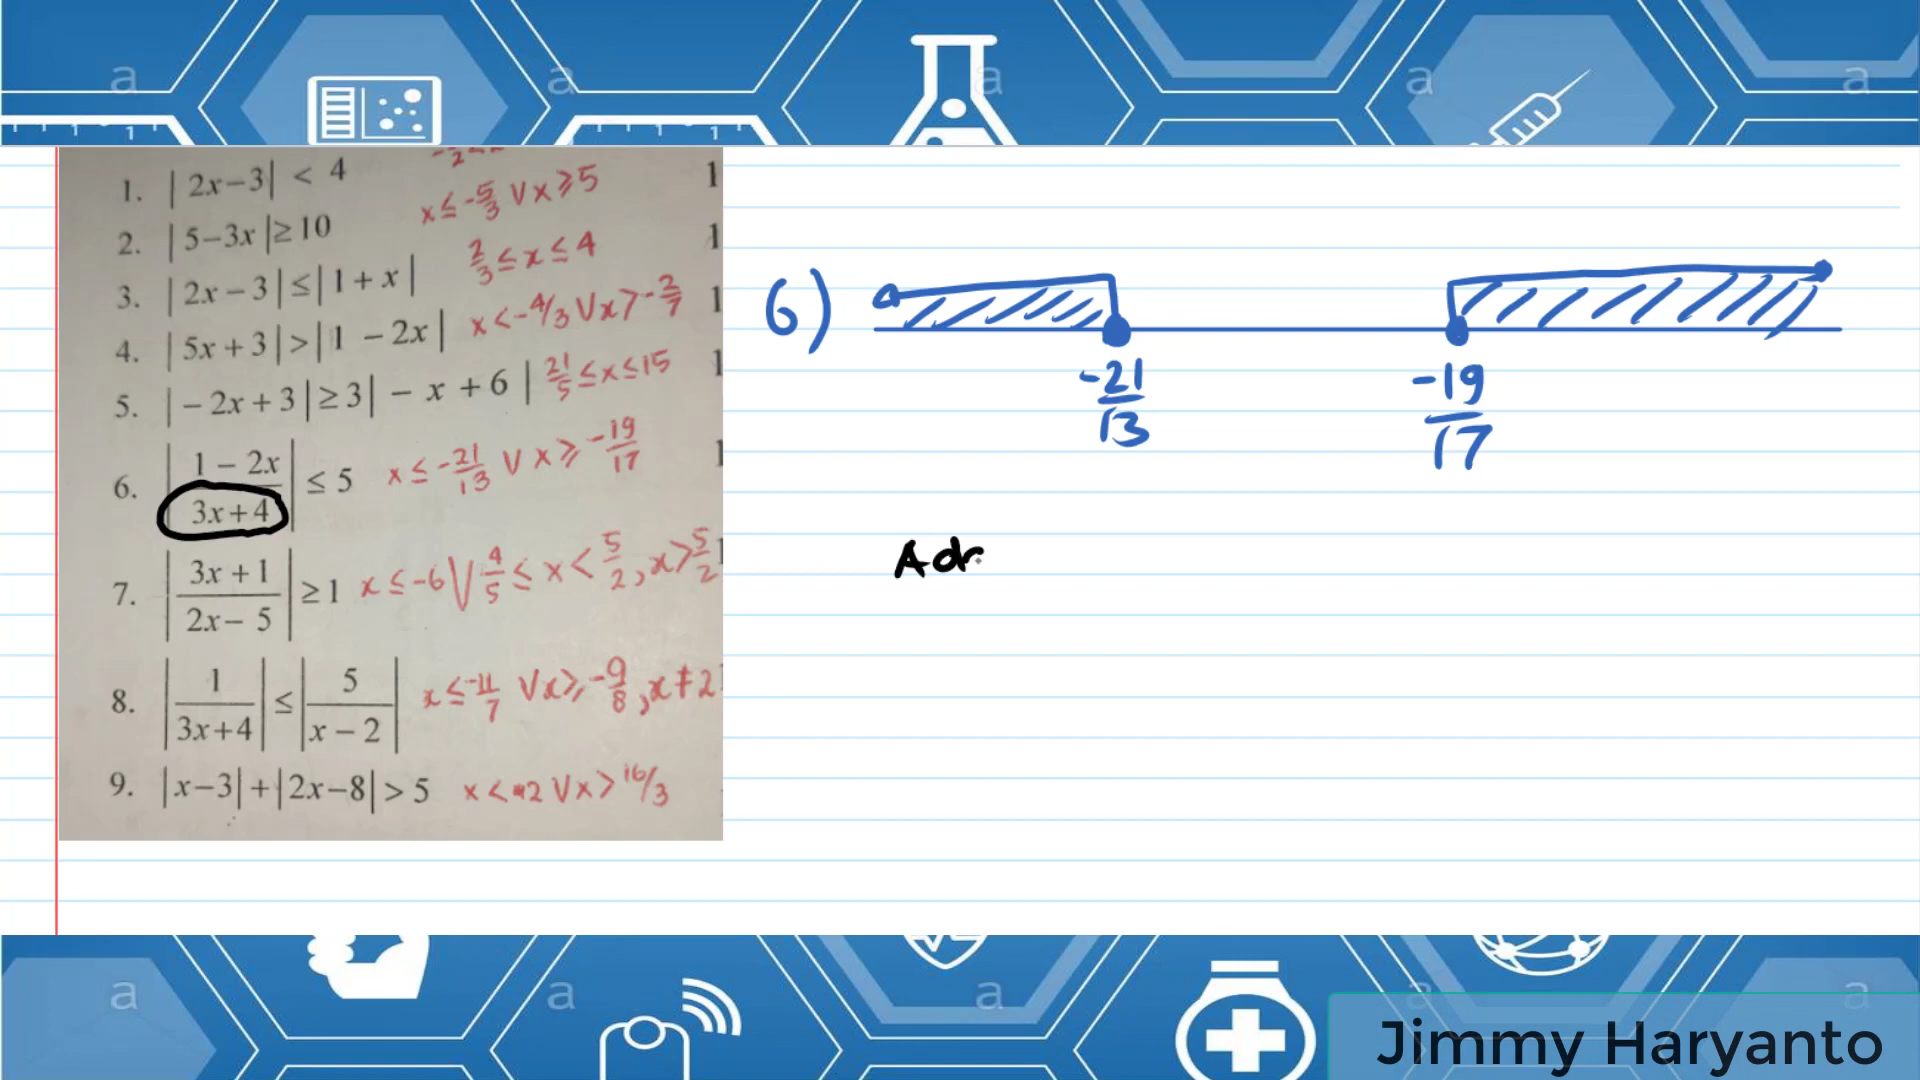 1. | 2x – 3 | < 4
x ≤ -5/3 V x ≥ 5
2. | 5–3x | ≥ 10
2/3 ≤ x ≤ 4
3. | 2x – 3 | ≤ | 1 + x |
x < -4/3 V x > -2/7
4. | 5x + 3 | > | 1 – 2x |
21/5 ≤ x ≤ 15
5. | – 2x + 3 | ≥ 3 | – x + 6 |
6. | (1 – 2x)/(3x + 4) | ≤ 5 x ≤ -21/13 V x ≥ -19/17
7. | (3x + 1)/(2x – 5) | ≥ 1 x ≤ -6 V 4/5 ≤ x < 5/2, x > 5/2
8. | 1/(3x+4) | ≤ | 5/(x – 2) | x ≤ -11/7 V x ≥ -9/8, x ≠ 2
9. | x–3 | + | 2x–8 | > 5 x < 2 V x > 16/3
6)
-21/13
-19/17
Jimmy Haryanto